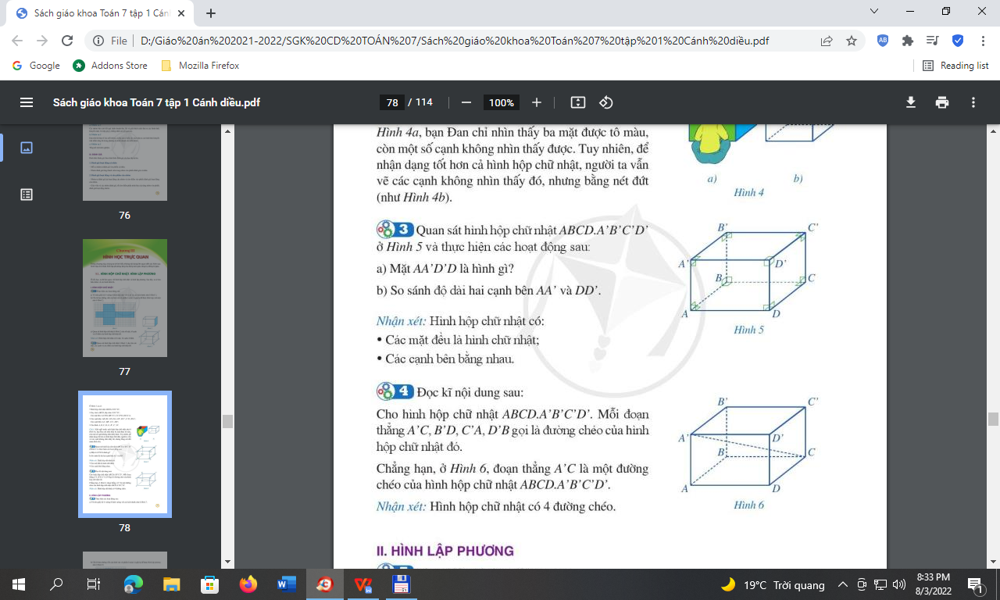 Sách giáo khoa Toán 7 tập 1 Cán
File | D:/Giáo%20án%202021-2022/SGK%20CD%20TOÁN%207/Sách%20giáo%20khoa%20Toán%207%20tập%201%20Cánh%20diều.pdf
AB
Google Addons Store Mozilla Firefox Reading list
Sách giáo khoa Toán 7 tập 1 Cánh diều.pdf 78 / 114 100%
76
HÌNH HỌC TRỰC QUAN
77
78
Hình 4a, bạn Đan chỉ nhìn thấy ba mặt được tô màu,
còn một số cạnh không nhìn thấy được. Tuy nhiên, để
nhận dạng tốt hơn cả hình hộp chữ nhật, người ta vẫn
vẽ các cạnh không nhìn thấy đó, nhưng bằng nét đứt
(như Hình 4b).
a) b)
Hình 4
3 Quan sát hình hộp chữ nhật ABCD.A’B’C’D’
ở Hình 5 và thực hiện các hoạt động sau:
a) Mặt AA’D’D là hình gì?
b) So sánh độ dài hai cạnh bên AA’ và DD’.
B’ C’
A’ D’
B C
A D
Hình 5
Nhận xét: Hình hộp chữ nhật có:
• Các mặt đều là hình chữ nhật;
• Các cạnh bên bằng nhau.
4 Đọc kĩ nội dung sau:
Cho hình hộp chữ nhật ABCD.A’B’C’D’. Mỗi đoạn
thẳng A’C, B’D, C’A, D’B gọi là đường chéo của hình
hộp chữ nhật đó.
Chẳng hạn, ở Hình 6, đoạn thẳng A’C là một đường
chéo của hình hộp chữ nhật ABCD.A’B’C’D’.
Nhận xét: Hình hộp chữ nhật có 4 đường chéo.
B’ C’
A’ D’
B C
A D
Hình 6
II. HÌNH LẬP PHƯƠNG
19°C Trời quang
8:33 PM
8/3/2022
1